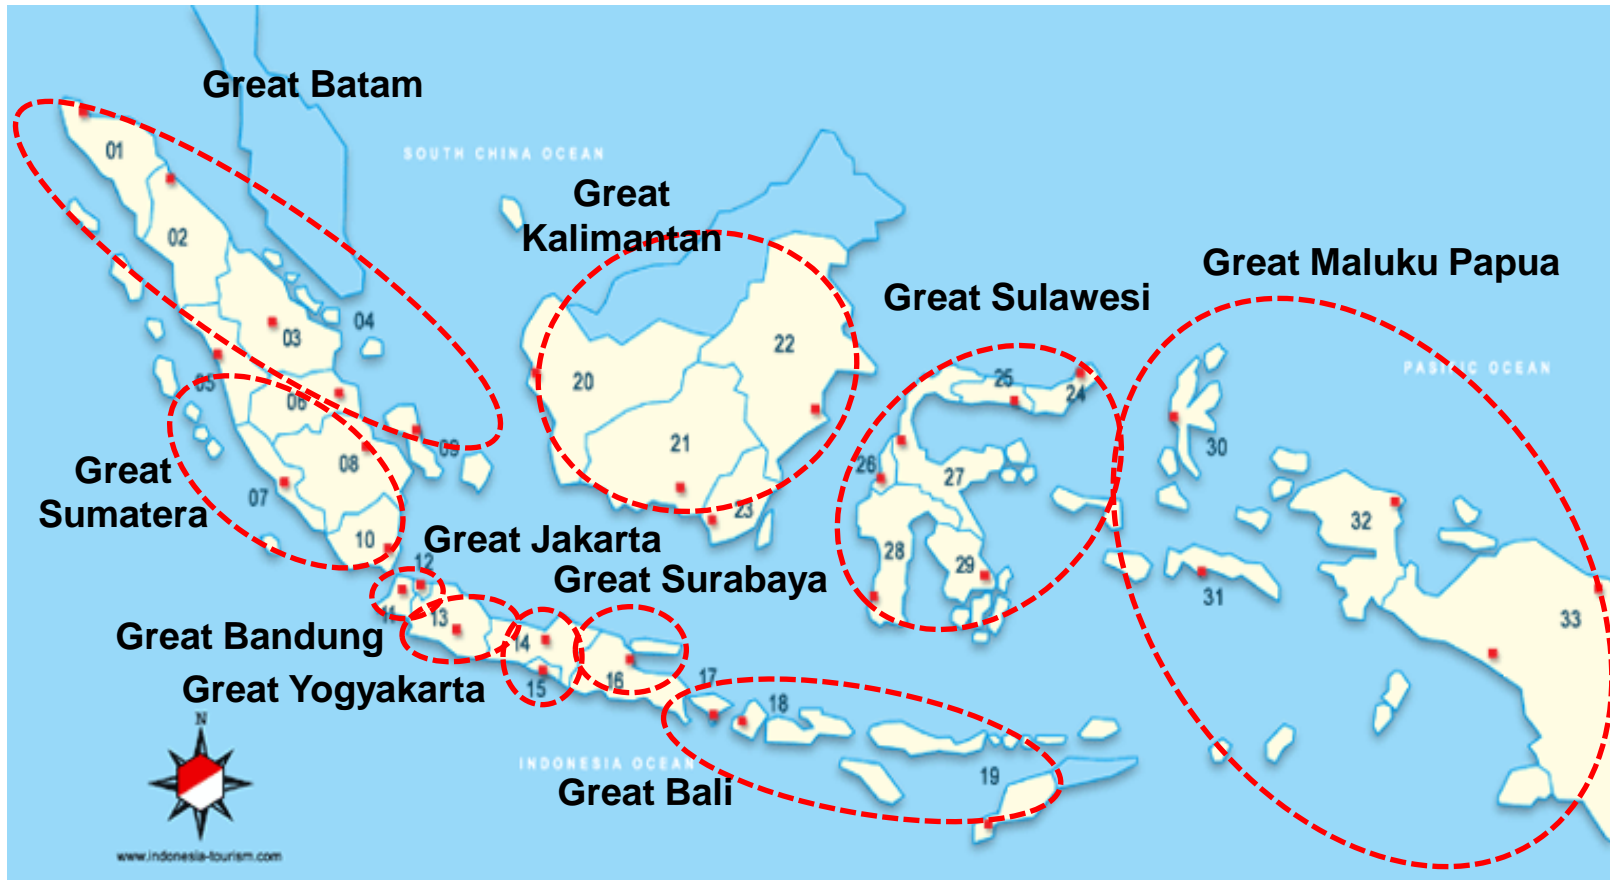 Great Batam
SOUTH CHINA OCEAN
Great
Kalimantan
Great Maluku Papua
Great Sulawesi
PASIFIC OCEAN
01
02
03
04
05
06
07
08
09
10
20
21
22
23
24
25
26
27
28
29
30
31
32
33
Great
Sumatera
Great Jakarta
Great Surabaya
12
11
13
14
15
16
17
18
19
Great Bandung
Great Yogyakarta
N
INDONESIA OCEAN
Great Bali
www.indonesia-tourism.com